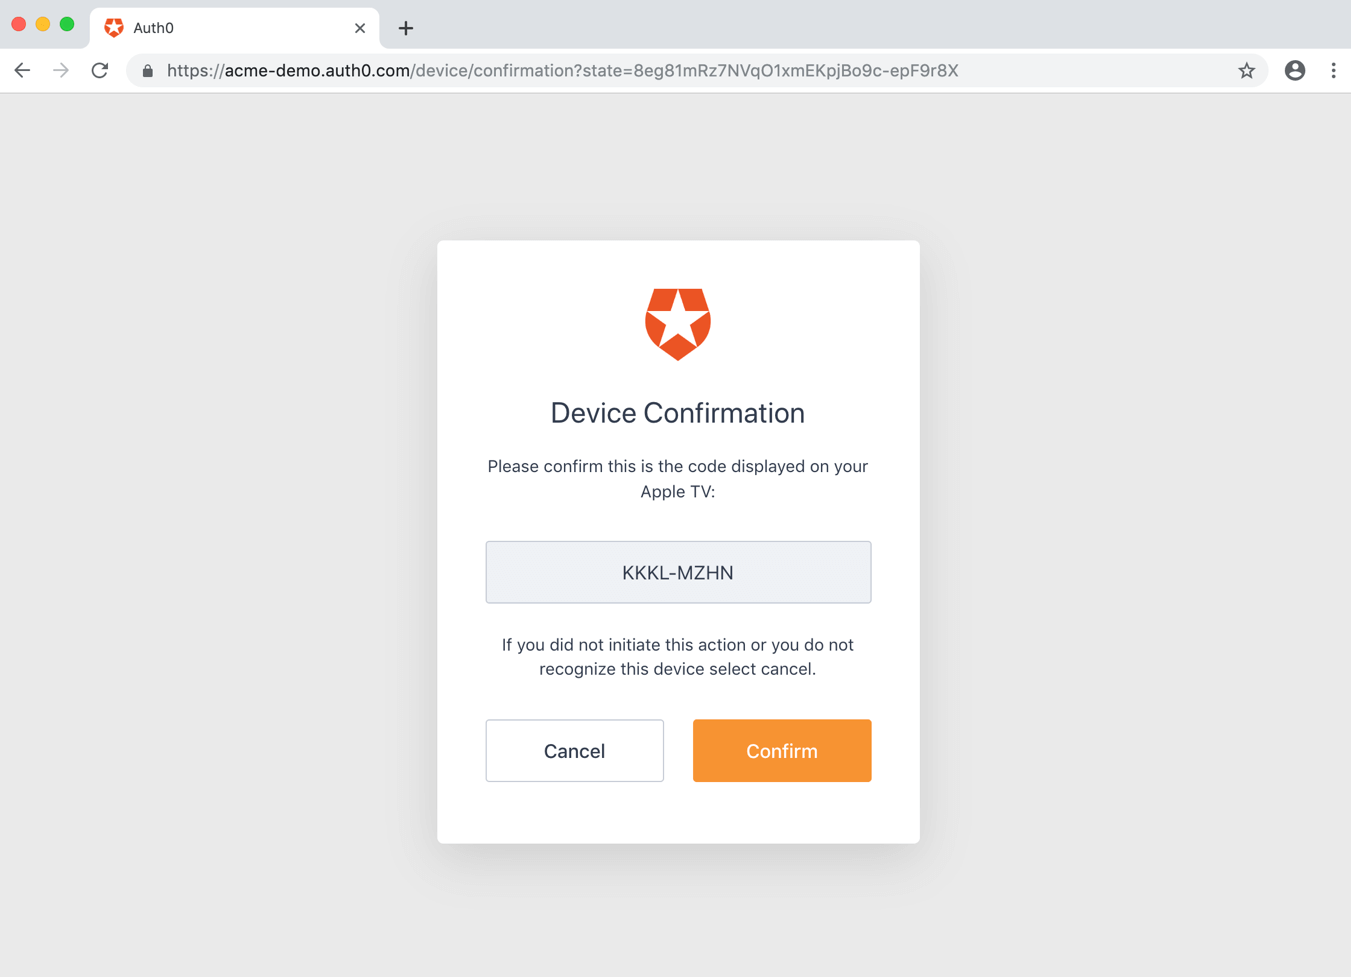 Auth0
https://acme-demo.auth0.com/device/confirmation?state=8eg81mRz7NVqO1xmEKpjBo9c-epF9r8X
Device Confirmation
Please confirm this is the code displayed on your
Apple TV:
KKKL-MZHN
If you did not initiate this action or you do not
recognize this device select cancel.
Cancel
Confirm